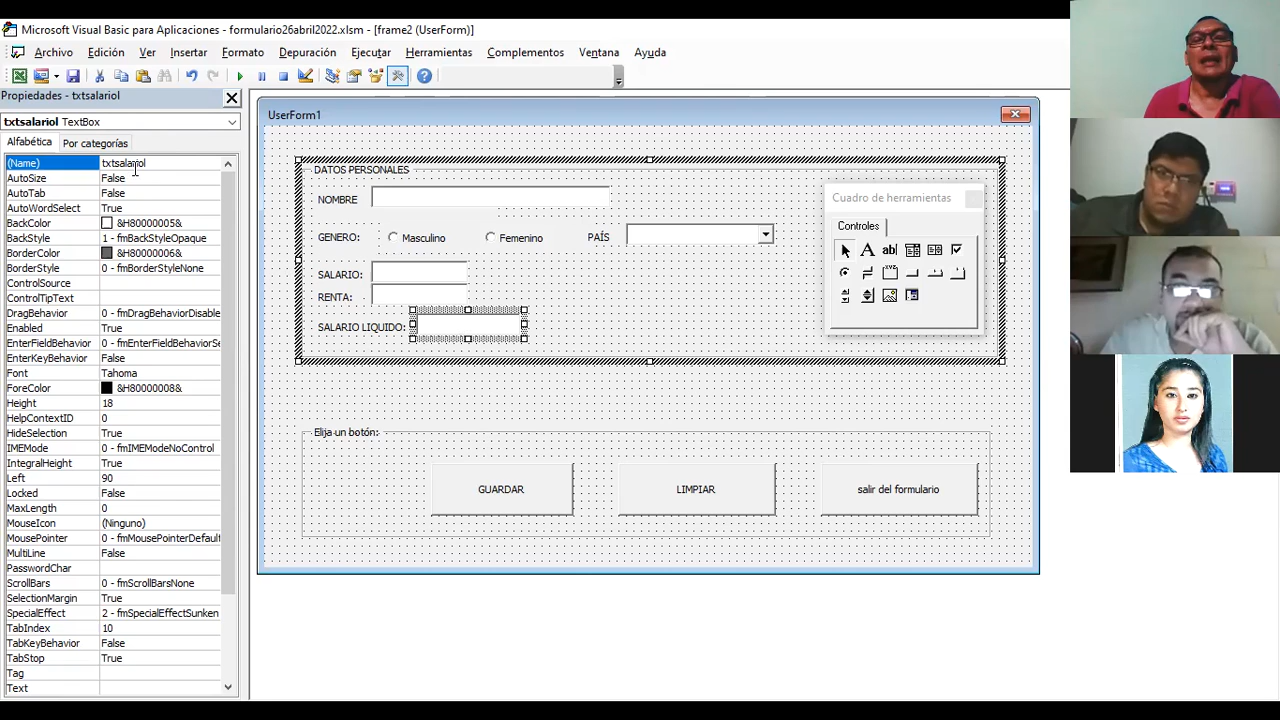 Microsoft Visual Basic para Aplicaciones - formulario26abril2022.xlsm - [frame2 (UserForm)]
Archivo Edición Ver Insertar Formato Depuración Ejecutar Herramientas Complementos Ventana Ayuda
Propiedades - txtsalariol
txtsalariol TextBox
Alfabética Por categorías
(Name) txtsalariol
AutoSize False
AutoTab False
AutoWordSelect True
BackColor &H80000005&
BackStyle 1 - fmBackStyleOpaque
BorderColor &H80000006&
BorderStyle 0 - fmBorderStyleNone
ControlSource
ControlTipText
DragBehavior 0 - fmDragBehaviorDisable
Enabled True
EnterFieldBehavior 0 - fmEnterFieldBehaviorSe
EnterKeyBehavior False
Font Tahoma
ForeColor &H80000008&
Height 18
HelpContextID 0
HideSelection True
IMEMode 0 - fmIMEModeNoControl
IntegralHeight True
Left 90
Locked False
MaxLength 0
MouseIcon (Ninguno)
MousePointer 0 - fmMousePointerDefault
MultiLine False
PasswordChar
ScrollBars 0 - fmScrollBarsNone
SelectionMargin True
SpecialEffect 2 - fmSpecialEffectSunken
TabIndex 10
TabKeyBehavior False
TabStop True
Tag
Text
UserForm1
DATOS PERSONALES
NOMBRE
GENERO: Masculino Femenino PAÍS
SALARIO:
RENTA:
SALARIO LIQUIDO:
Cuadro de herramientas
Controles
A ab|
XYZ
Elija un botón:
GUARDAR LIMPIAR salir del formulario